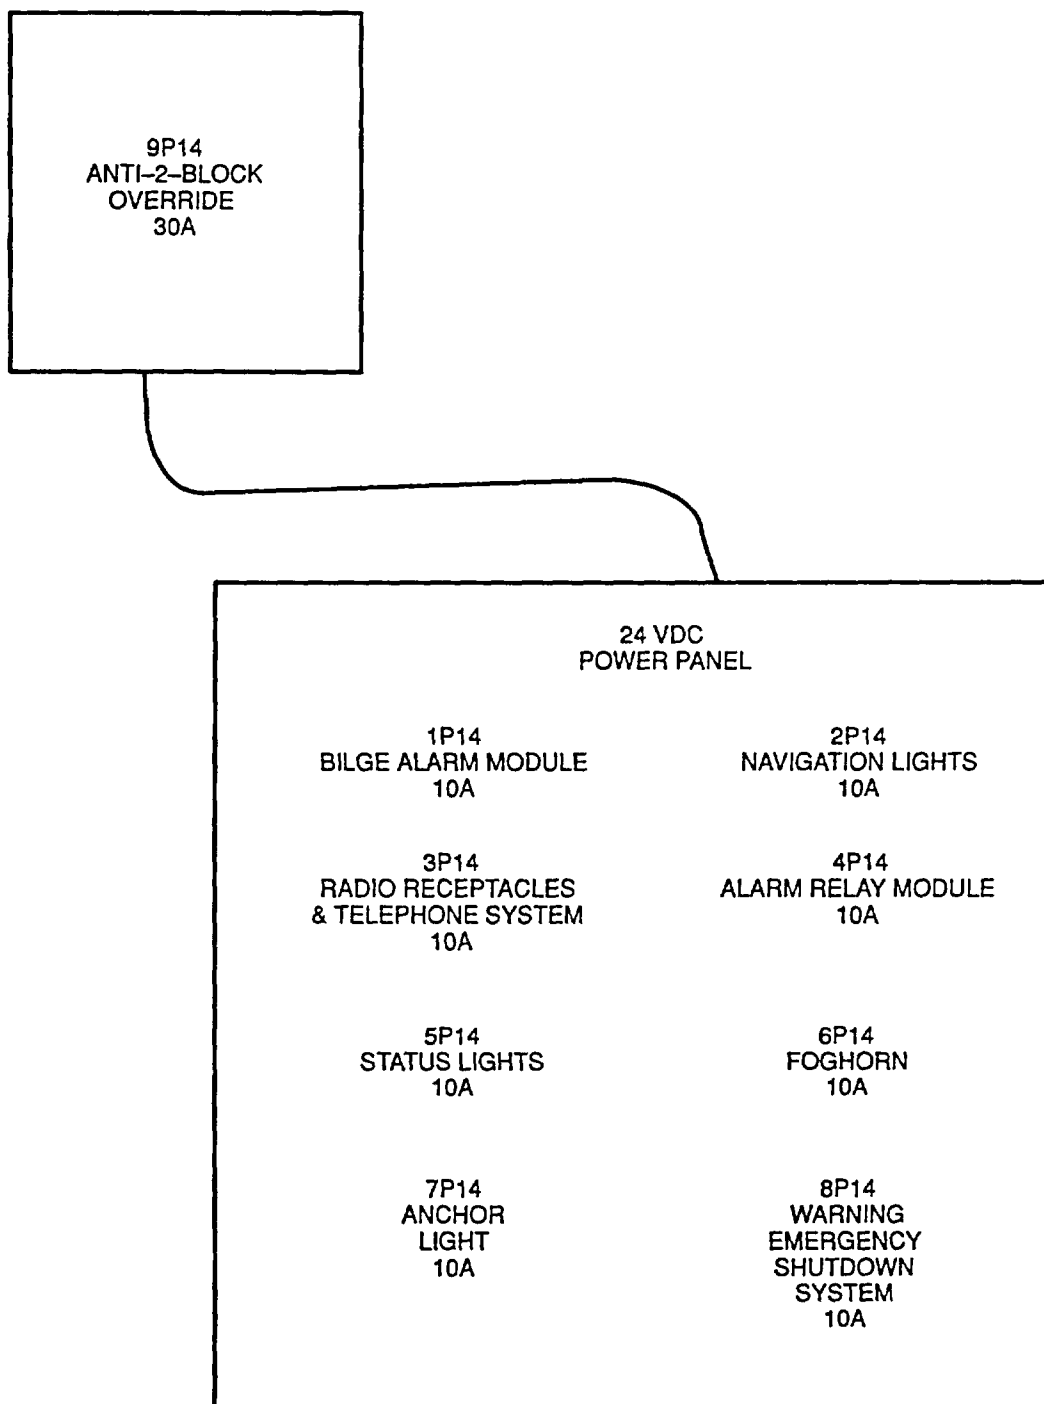 9P14
ANTI–2–BLOCK
OVERRIDE
30A
24 VDC
POWER PANEL
1P14
BILGE ALARM MODULE
10A
2P14
NAVIGATION LIGHTS
10A
3P14
RADIO RECEPTACLES
& TELEPHONE SYSTEM
10A
4P14
ALARM RELAY MODULE
10A
5P14
STATUS LIGHTS
10A
6P14
FOGHORN
10A
7P14
ANCHOR
LIGHT
10A
8P14
WARNING
EMERGENCY
SHUTDOWN
SYSTEM
10A